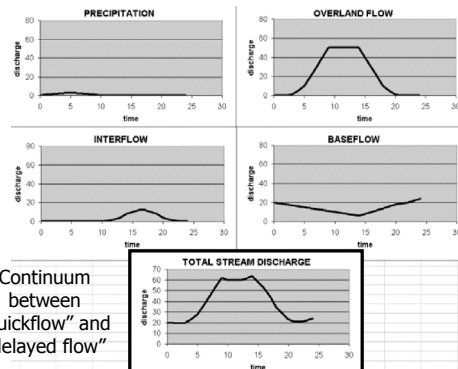 PRECIPITATION
80
60
40
20
0
discharge
0 5 10 15 20 25 30
time
OVERLAND FLOW
80
60
40
20
0
discharge
0 5 10 15 20 25 30
time
INTERFLOW
80
60
40
20
0
discharge
0 5 10 15 20 25 30
time
BASEFLOW
80
60
40
20
0
discharge
0 5 10 15 20 25 30
time
Continuum
between
uickflow” and
elayed flow”
TOTAL STREAM DISCHARGE
70
60
50
40
30
20
10
0
discharge
0 5 10 15 20 25 30
time